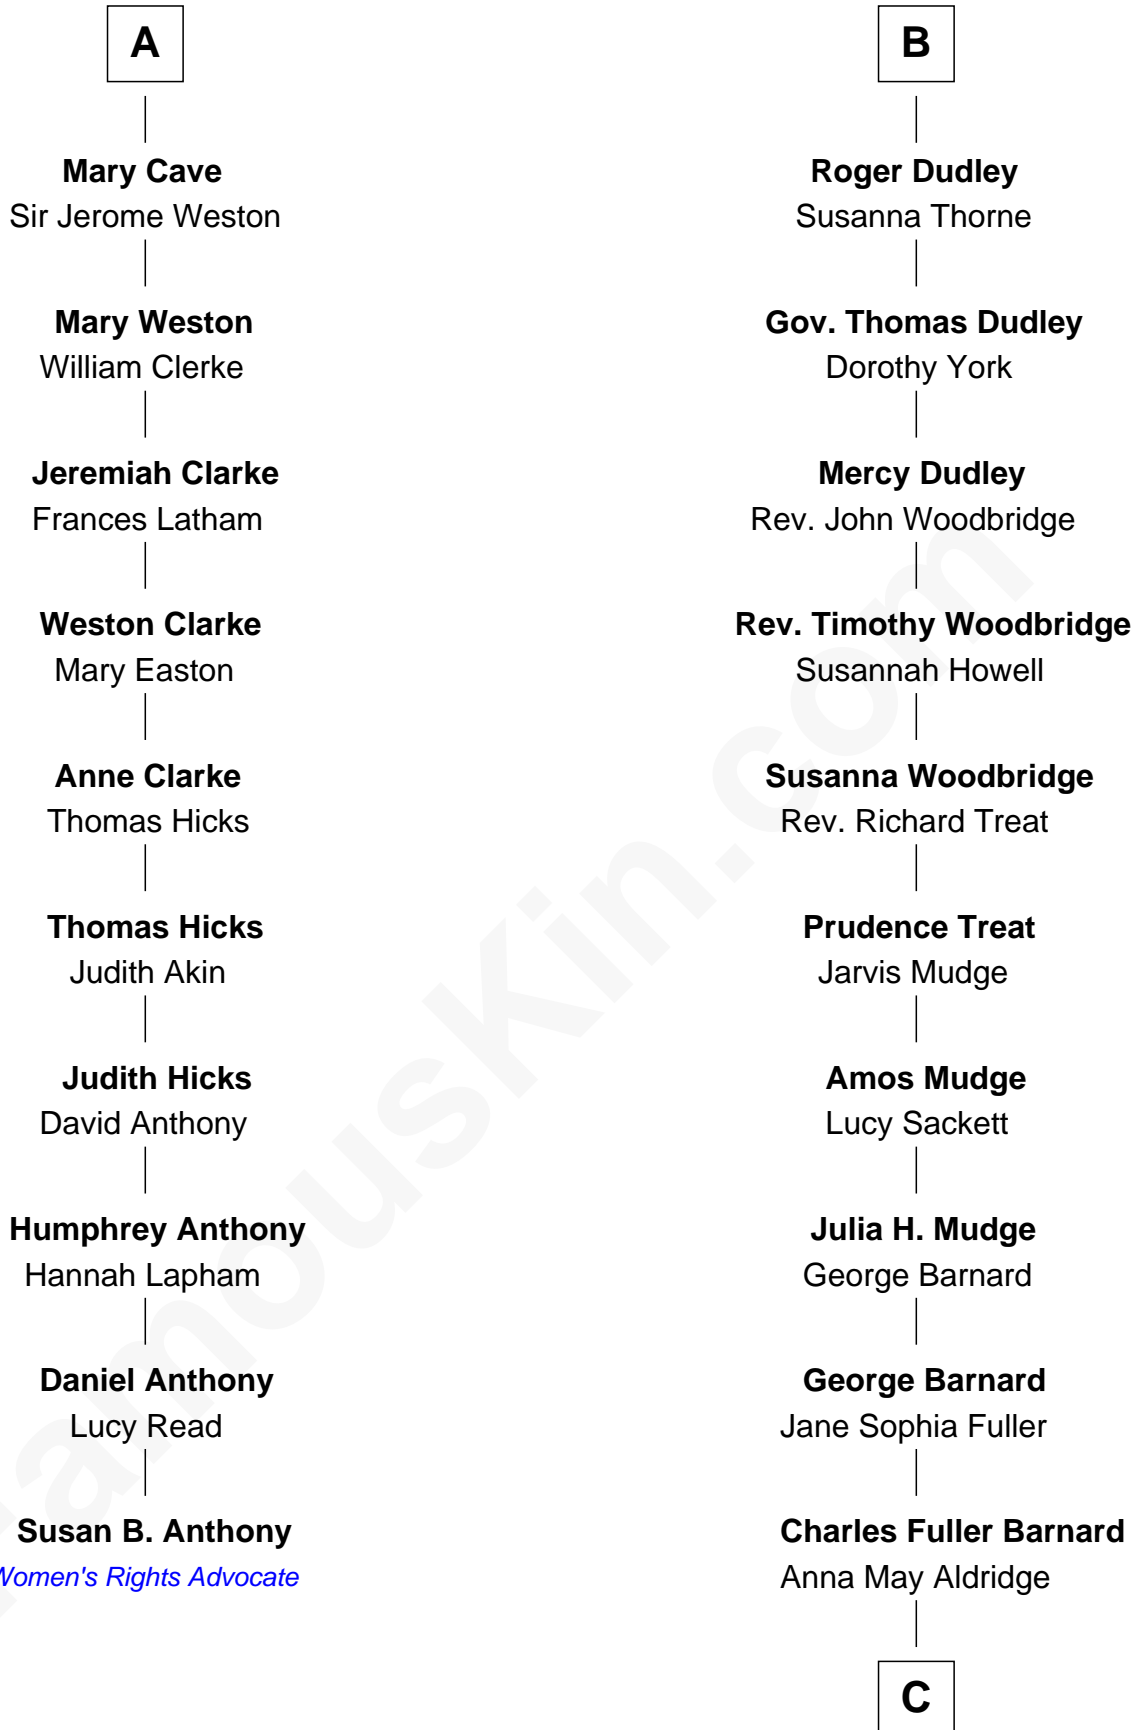 A
Mary Cave
Sir Jerome Weston
Mary Weston
William Clerke
Jeremiah Clarke
Frances Latham
Weston Clarke
Mary Easton
Anne Clarke
Thomas Hicks
Thomas Hicks
Judith Akin
Judith Hicks
David Anthony
Humphrey Anthony
Hannah Lapham
Daniel Anthony
Lucy Read
Susan B. Anthony
Women's Rights Advocate
B
Roger Dudley
Susanna Thorne
Gov. Thomas Dudley
Dorothy York
Mercy Dudley
Rev. John Woodbridge
Rev. Timothy Woodbridge
Susannah Howell
Susanna Woodbridge
Rev. Richard Treat
Prudence Treat
Jarvis Mudge
Amos Mudge
Lucy Sackett
Julia H. Mudge
George Barnard
George Barnard
Jane Sophia Fuller
Charles Fuller Barnard
Anna May Aldridge
C
FamousKin.com